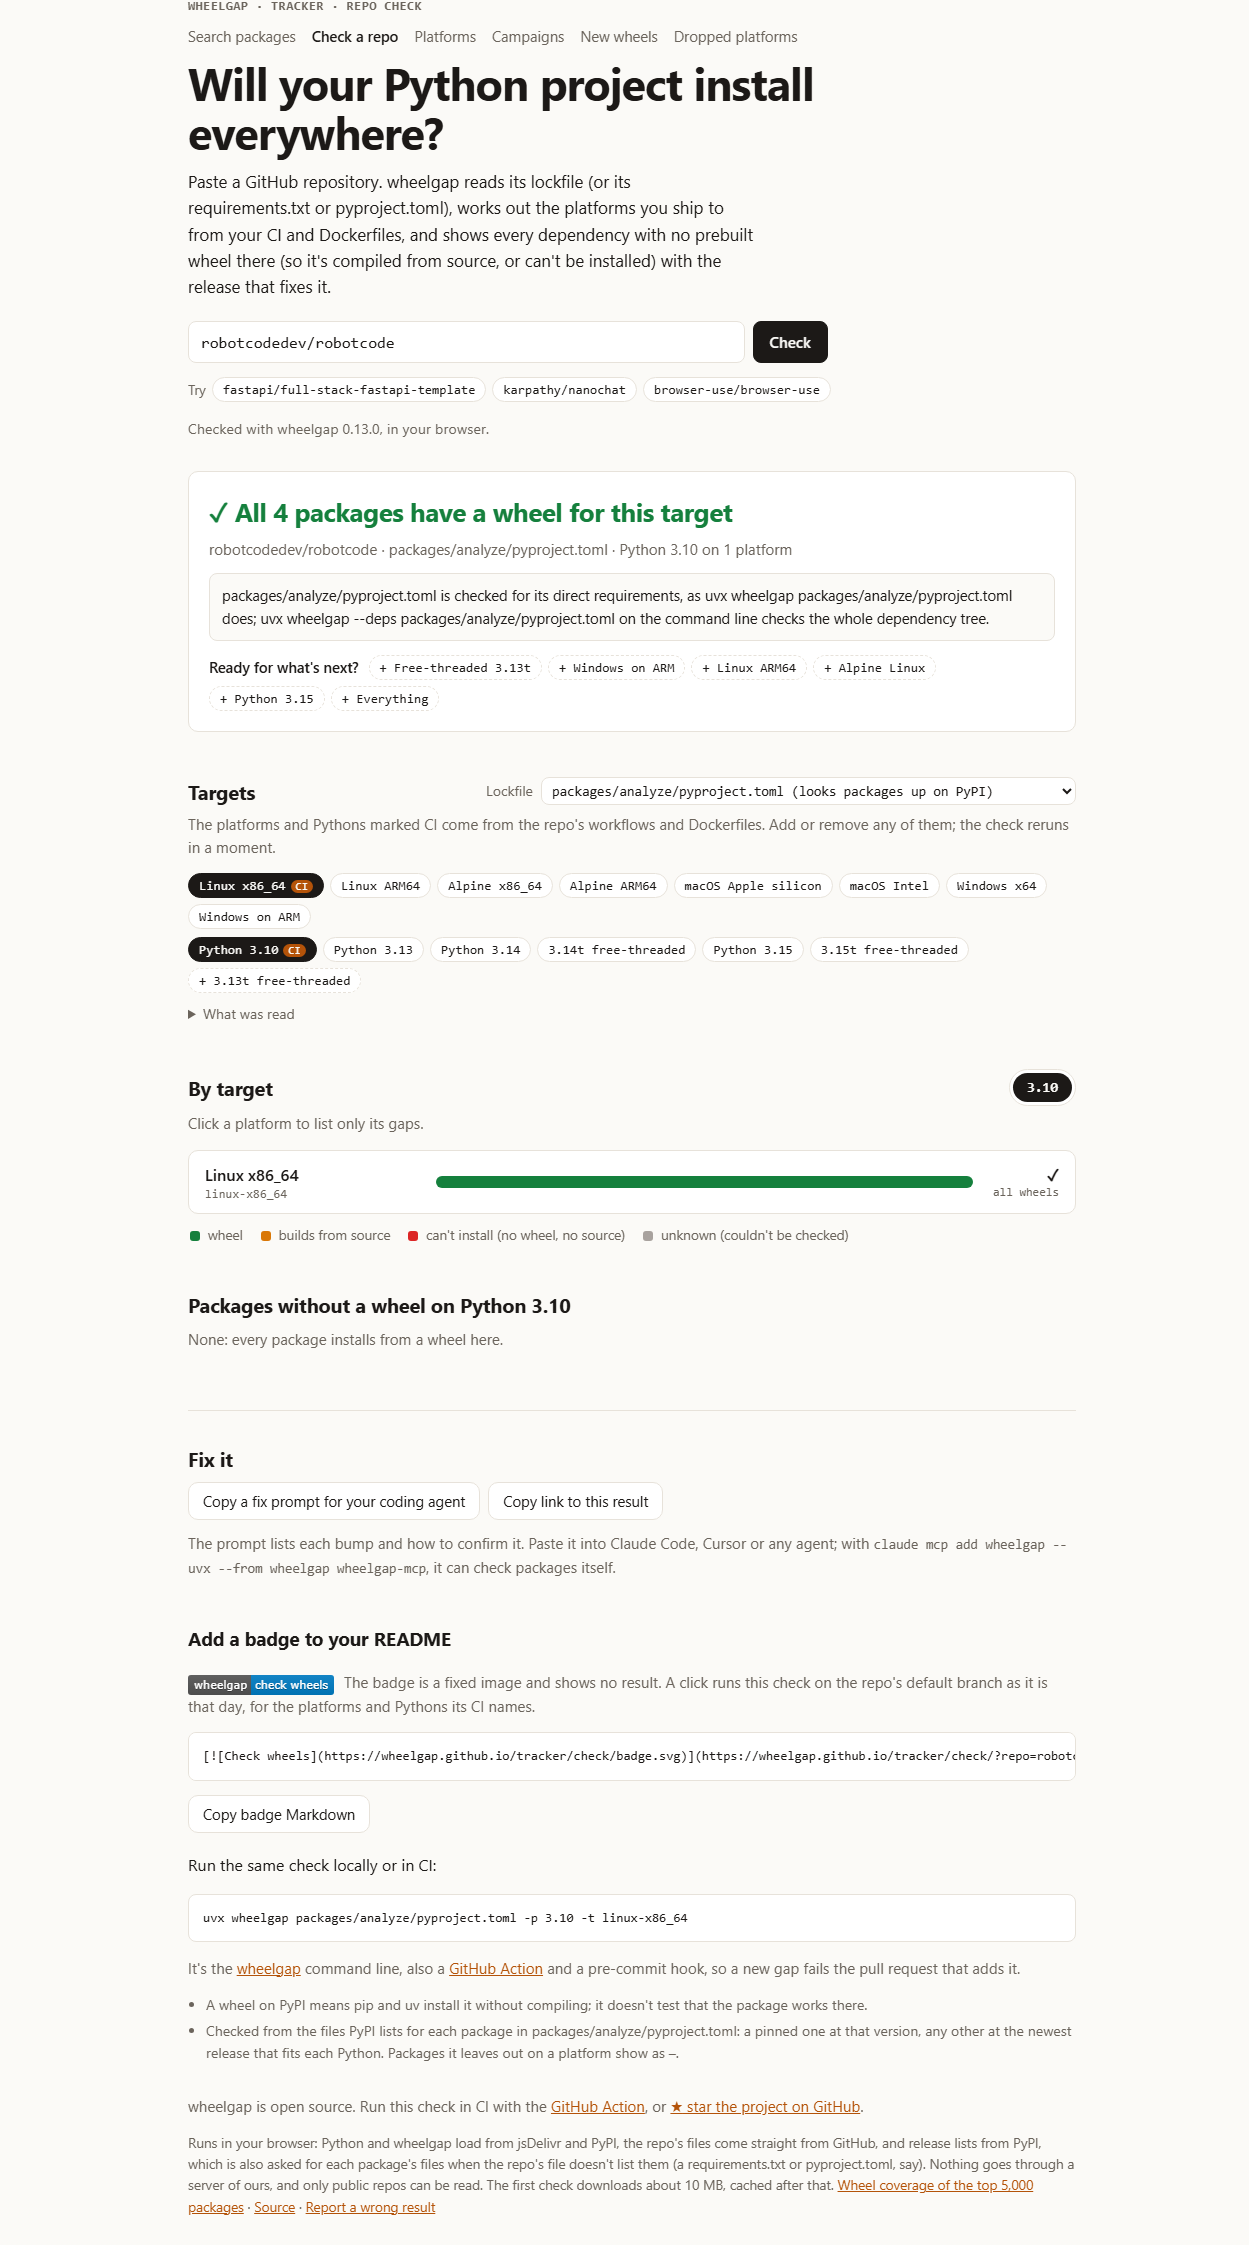 WHEELGAP · TRACKER · REPO CHECK
Search packages Check a repo Platforms Campaigns New wheels Dropped platforms
Will your Python project install
everywhere?
Paste a GitHub repository. wheelgap reads its lockfile (or its
requirements.txt or pyproject.toml), works out the platforms you ship to
from your CI and Dockerfiles, and shows every dependency with no prebuilt
wheel there (so it's compiled from source, or can't be installed) with the
release that fixes it.
robotcodedev/robotcode Check
Try fastapi/full-stack-fastapi-template karpathy/nanochat browser-use/browser-use
Checked with wheelgap 0.13.0, in your browser.
✓ All 4 packages have a wheel for this target
robotcodedev/robotcode · packages/analyze/pyproject.toml · Python 3.10 on 1 platform
packages/analyze/pyproject.toml is checked for its direct requirements, as uvx wheelgap packages/analyze/pyproject.toml
does; uvx wheelgap --deps packages/analyze/pyproject.toml on the command line checks the whole dependency tree.
Ready for what's next? + Free-threaded 3.13t + Windows on ARM + Linux ARM64 + Alpine Linux
+ Python 3.15 + Everything
Targets Lockfile packages/analyze/pyproject.toml (looks packages up on PyPI)
The platforms and Pythons marked CI come from the repo's workflows and Dockerfiles. Add or remove any of them; the check reruns
in a moment.
Linux x86_64 CI Linux ARM64 Alpine x86_64 Alpine ARM64 macOS Apple silicon macOS Intel Windows x64
Windows on ARM
Python 3.10 CI Python 3.13 Python 3.14 3.14t free-threaded Python 3.15 3.15t free-threaded
+ 3.13t free-threaded
▶ What was read
By target 3.10
Click a platform to list only its gaps.
Linux x86_64 ✓
linux-x86_64 all wheels
wheel builds from source can't install (no wheel, no source) unknown (couldn't be checked)
Packages without a wheel on Python 3.10
None: every package installs from a wheel here.
Fix it
Copy a fix prompt for your coding agent Copy link to this result
The prompt lists each bump and how to confirm it. Paste it into Claude Code, Cursor or any agent; with claude mcp add wheelgap --
uvx --from wheelgap wheelgap-mcp, it can check packages itself.
Add a badge to your README
wheelgap check wheels The badge is a fixed image and shows no result. A click runs this check on the repo's default branch as it is
that day, for the platforms and Pythons its CI names.
[![Check wheels](https://wheelgap.github.io/tracker/check/badge.svg)](https://wheelgap.github.io/tracker/check/?repo=robotc
Copy badge Markdown
Run the same check locally or in CI:
uvx wheelgap packages/analyze/pyproject.toml -p 3.10 -t linux-x86_64
It's the wheelgap command line, also a GitHub Action and a pre-commit hook, so a new gap fails the pull request that adds it.
• A wheel on PyPI means pip and uv install it without compiling; it doesn't test that the package works there.
• Checked from the files PyPI lists for each package in packages/analyze/pyproject.toml: a pinned one at that version, any other at the newest
release that fits each Python. Packages it leaves out on a platform show as –.
wheelgap is open source. Run this check in CI with the GitHub Action, or ★ star the project on GitHub.
Runs in your browser: Python and wheelgap load from jsDelivr and PyPI, the repo's files come straight from GitHub, and release lists from PyPI,
which is also asked for each package's files when the repo's file doesn't list them (a requirements.txt or pyproject.toml, say). Nothing goes through a
server of ours, and only public repos can be read. The first check downloads about 10 MB, cached after that. Wheel coverage of the top 5,000
packages · Source · Report a wrong result